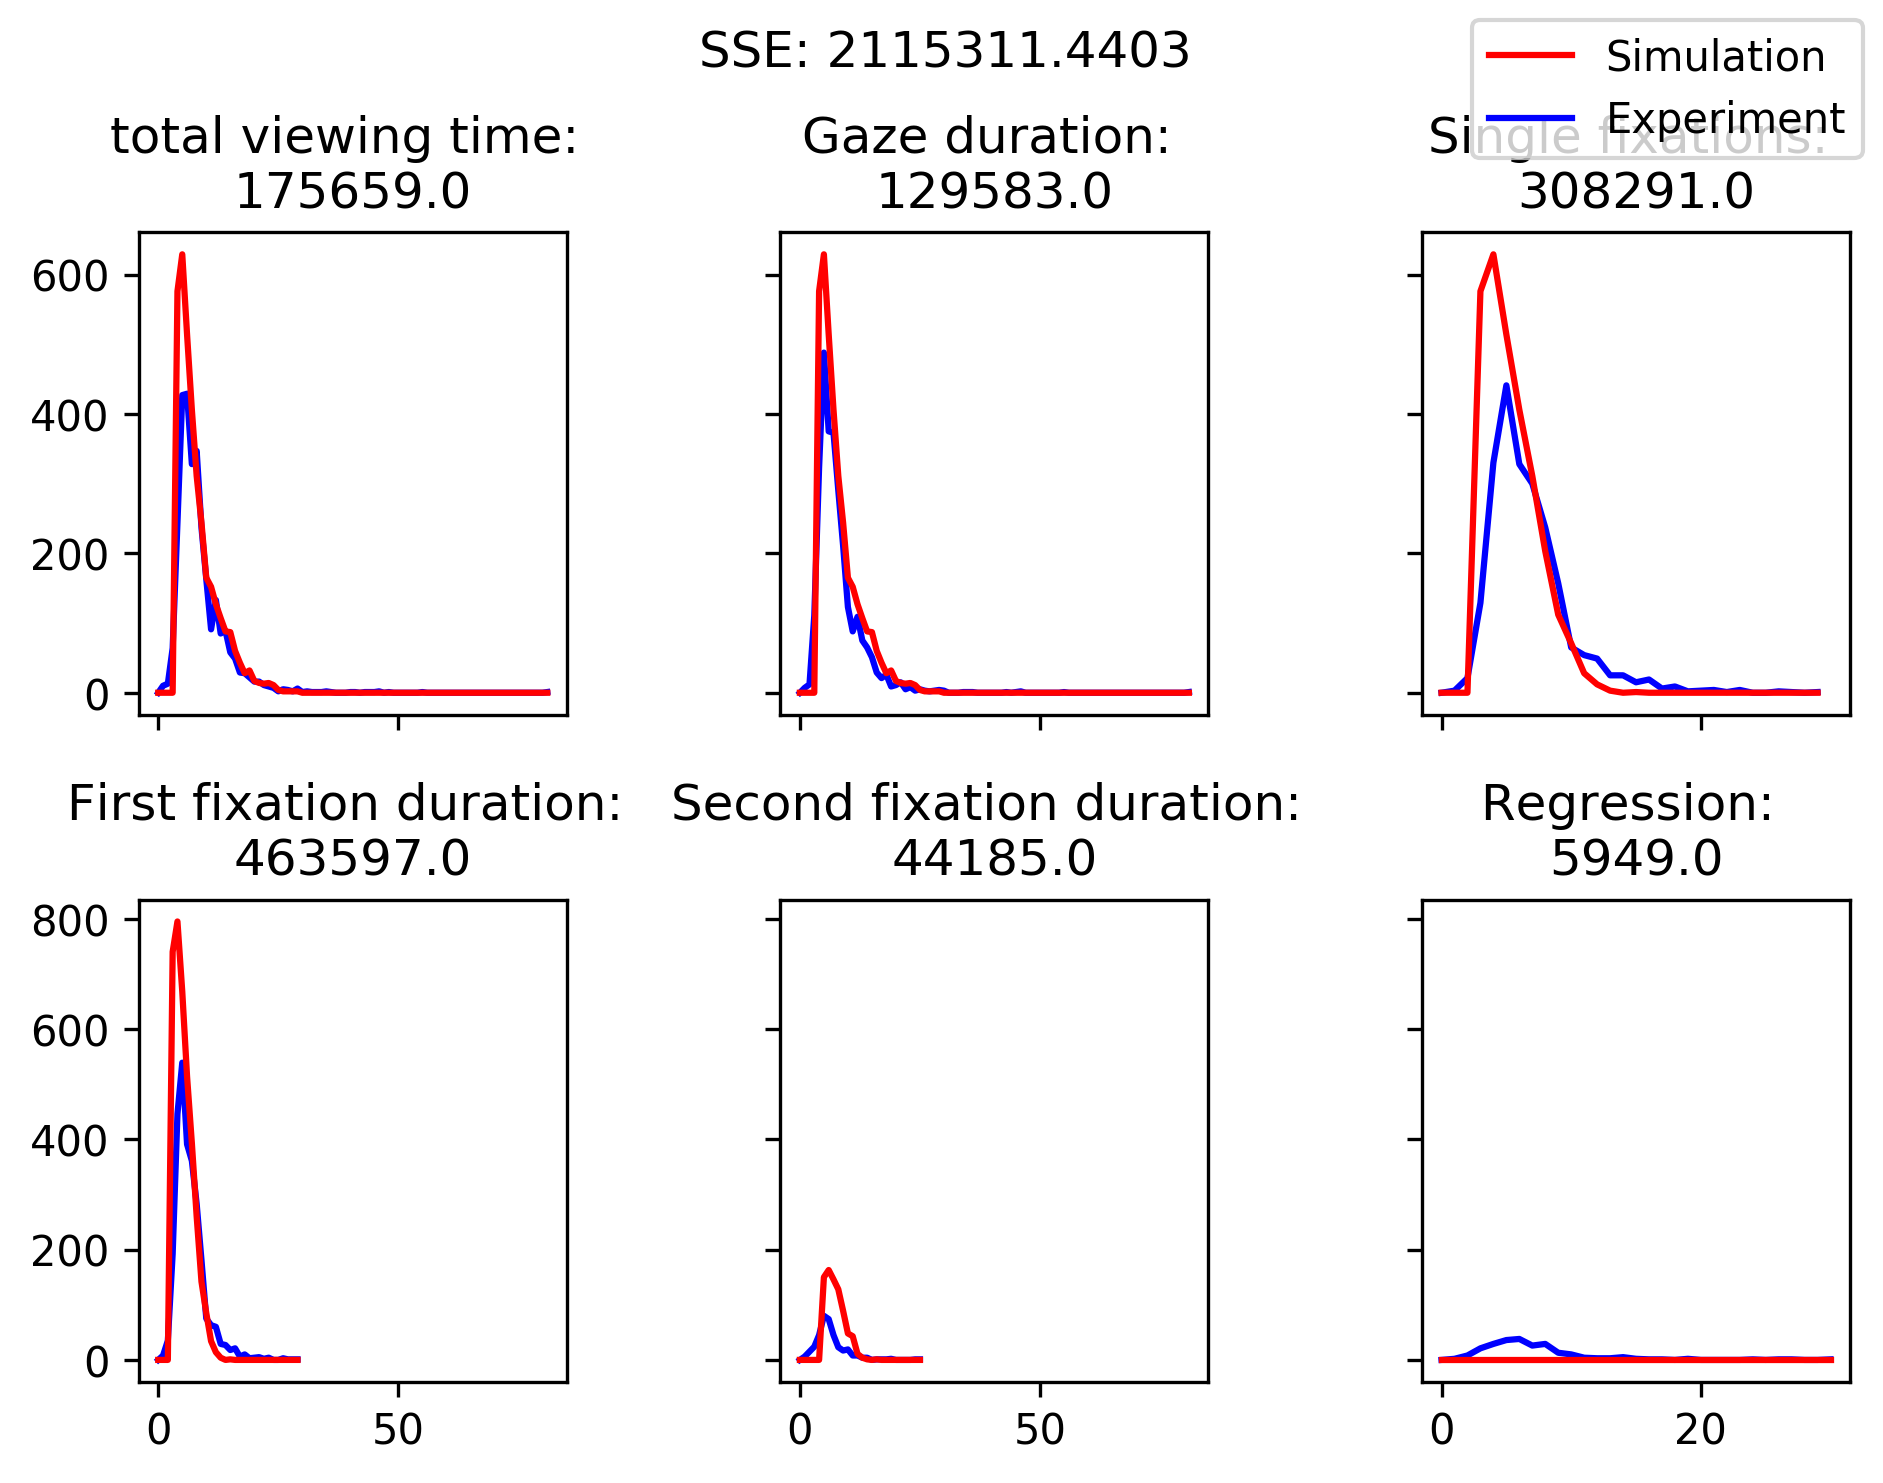 SSE: 2115311.4403
Simulation
Experiment
total viewing time:
175659.0
Gaze duration:
129583.0
Single fixations:
308291.0
600
400
200
0
First fixation duration:
463597.0
Second fixation duration:
44185.0
Regression:
5949.0
800
600
400
200
0
0 50
0 50
0 20